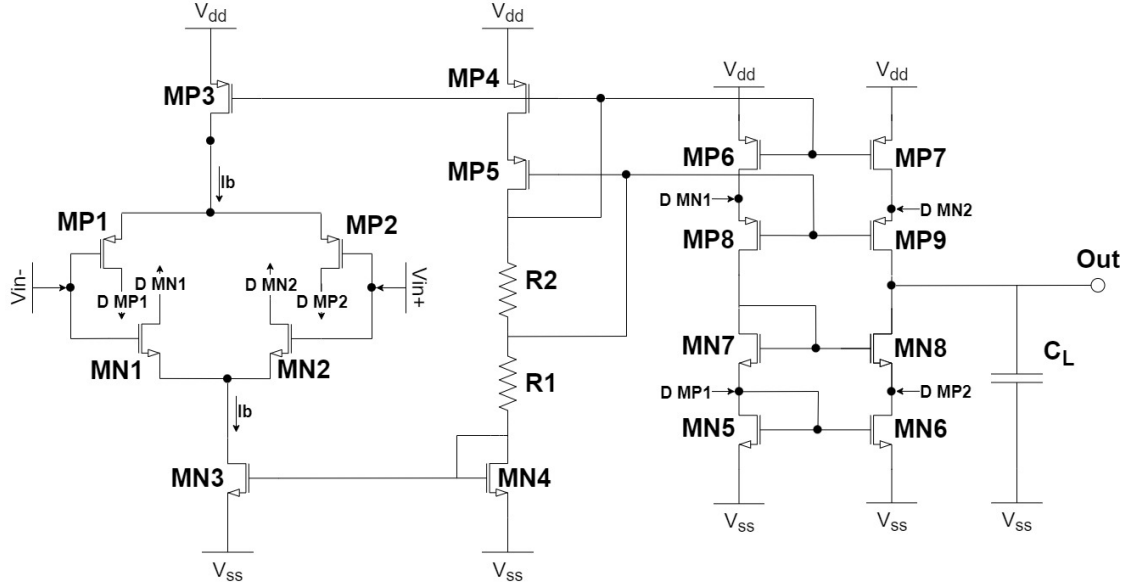 Vdd
Vdd
MP3
MP4
Vdd
Vdd
MP5
MP6
MP7
Ib
D MN1
D MN2
MP1
MP2
MP8
MP9
Vin-
D MP1
D MN1
D MN2
D MP2
Vin+
R2
Out
MN1
MN2
MN7
MN8
CL
R1
Ib
D MP1
D MP2
MN5
MN6
MN3
MN4
Vss
Vss
Vss
Vss
Vss